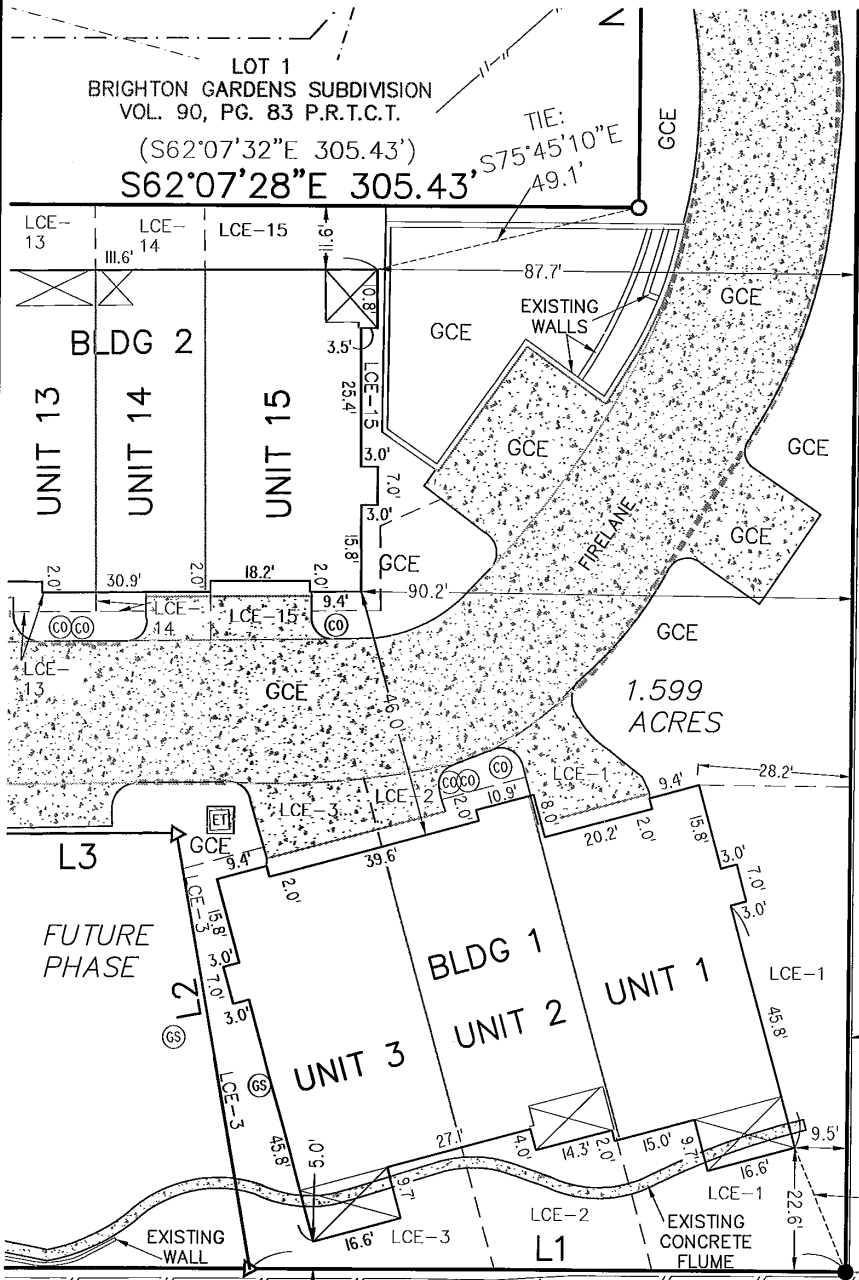 LOT 1
BRIGHTON GARDENS SUBDIVISION
VOL. 90, PG. 83 P.R.T.C.T.
(S62°07'32"E 305.43')
S62°07'28"E 305.43'
TIE:
S75°45'10"E
49.1'
GCE
LCE-
13
LCE-
14
LCE-15
11.6'
111.6'
10.8'
87.7'
GCE
EXISTING
WALLS
GCE
BLDG 2
3.5'
LCE-15
25.4'
UNIT 13
UNIT 14
UNIT 15
3.0'
7.0'
3.0'
15.8'
GCE
GCE
GCE
FIRELANE
GCE
2.0'
30.9'
2.0'
18.2'
2.0'
9.4'
90.2'
LCE-
14
LCE-15
CO
CO
CO
LCE-
13
GCE
GCE
46.0'
1.599
ACRES
28.2'
LCE-1
9.4'
CO
CO
CO
LCE-2
2.0'
10.9'
8.0'
20.2'
2.0'
15.8'
3.0'
7.0'
3.0'
ET
GCE
LCE-3
L3
9.4'
2.0'
39.6'
LCE-3
15.8'
3.0'
7.0'
3.0'
FUTURE
PHASE
L2
GS
GS
LCE-3
BLDG 1
UNIT 1
UNIT 2
UNIT 3
LCE-1
45.8'
45.8'
5.0'
27.1'
4.0'
14.3'
2.0'
15.0'
9.7'
16.6'
9.5'
22.6'
9.7'
16.6'
LCE-3
LCE-2
LCE-1
EXISTING
WALL
EXISTING
CONCRETE
FLUME
L1